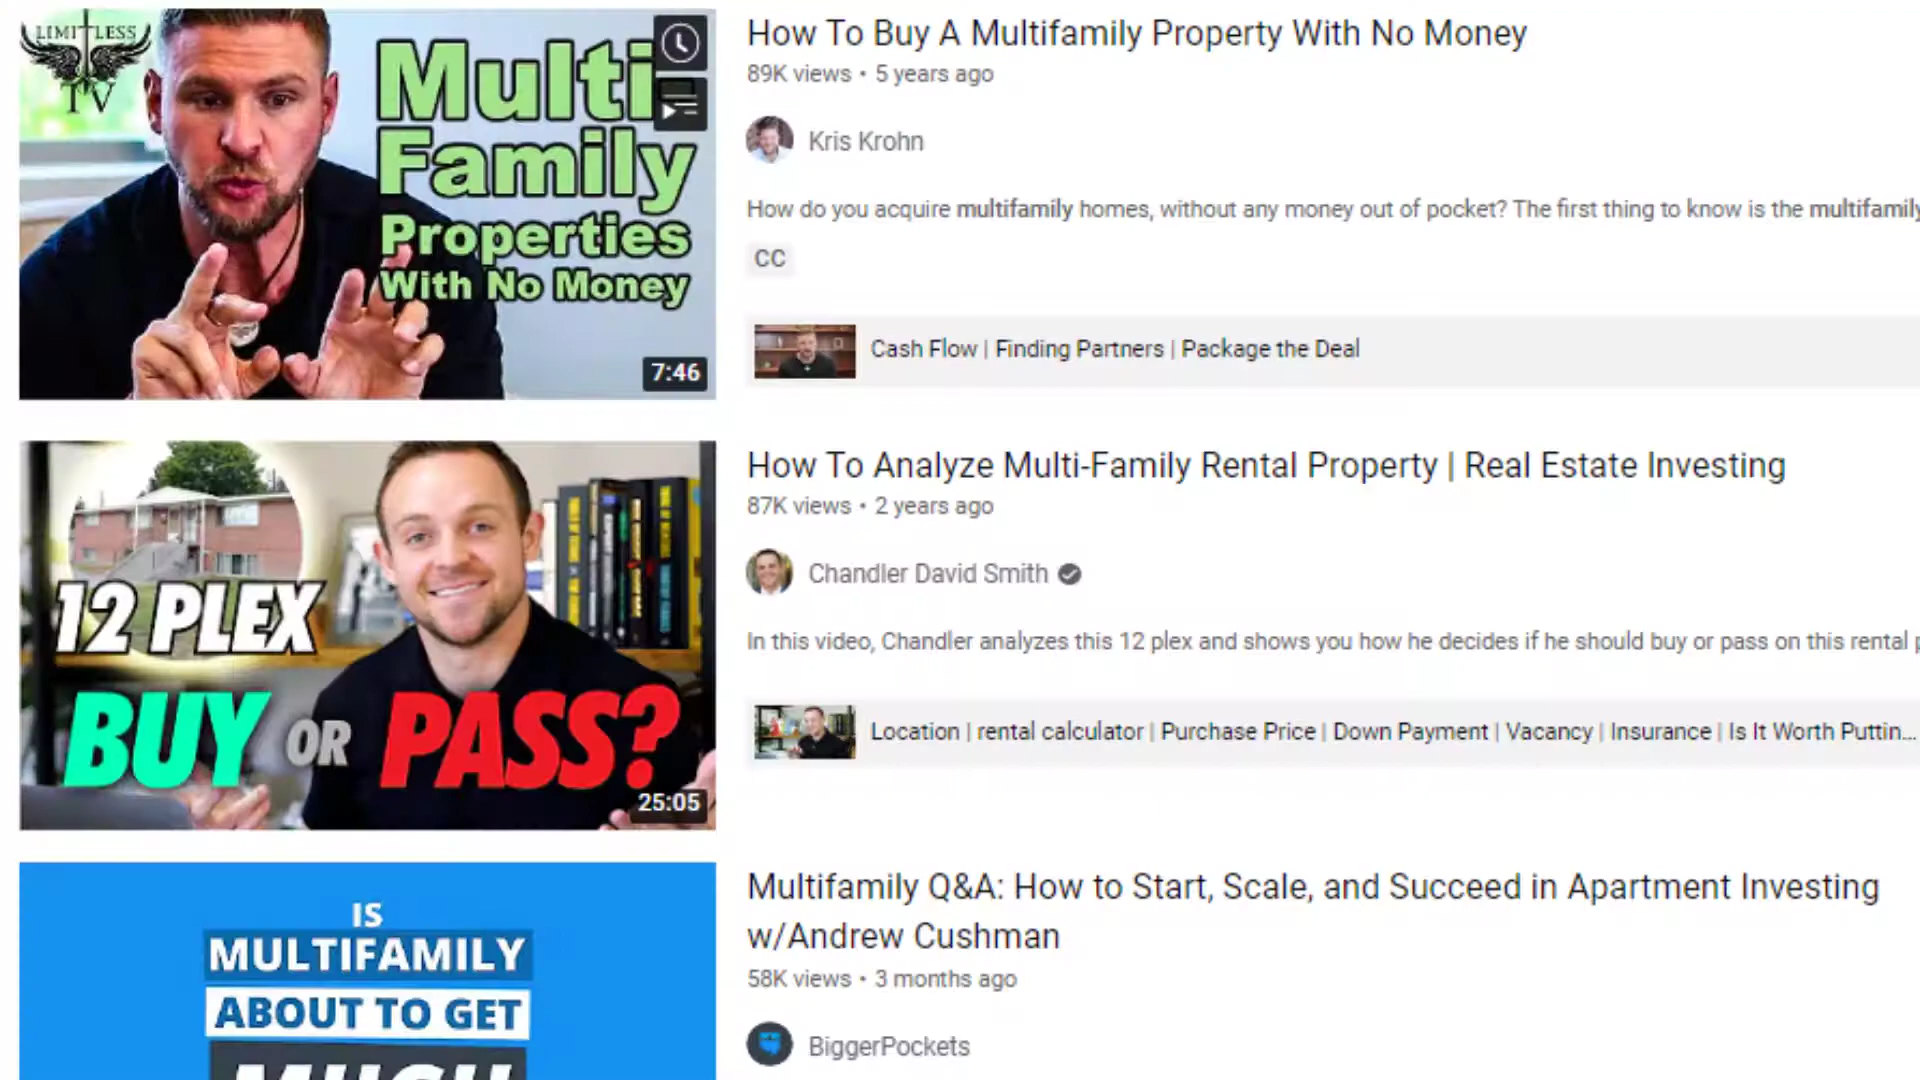 LIMITLESS
TV
Multi
Family
Properties
With No Money
7:46
How To Buy A Multifamily Property With No Money
89K views • 5 years ago
Kris Krohn
How do you acquire multifamily homes, without any money out of pocket? The first thing to know is the multifamily
CC
Cash Flow | Finding Partners | Package the Deal
12 PLEX
BUY OR PASS?
25:05
How To Analyze Multi-Family Rental Property | Real Estate Investing
87K views • 2 years ago
Chandler David Smith
In this video, Chandler analyzes this 12 plex and shows you how he decides if he should buy or pass on this rental p
Location | rental calculator | Purchase Price | Down Payment | Vacancy | Insurance | Is It Worth Puttin...
IS
MULTIFAMILY
ABOUT TO GET
MUCH
Multifamily Q&A: How to Start, Scale, and Succeed in Apartment Investing
w/Andrew Cushman
58K views • 3 months ago
BiggerPockets